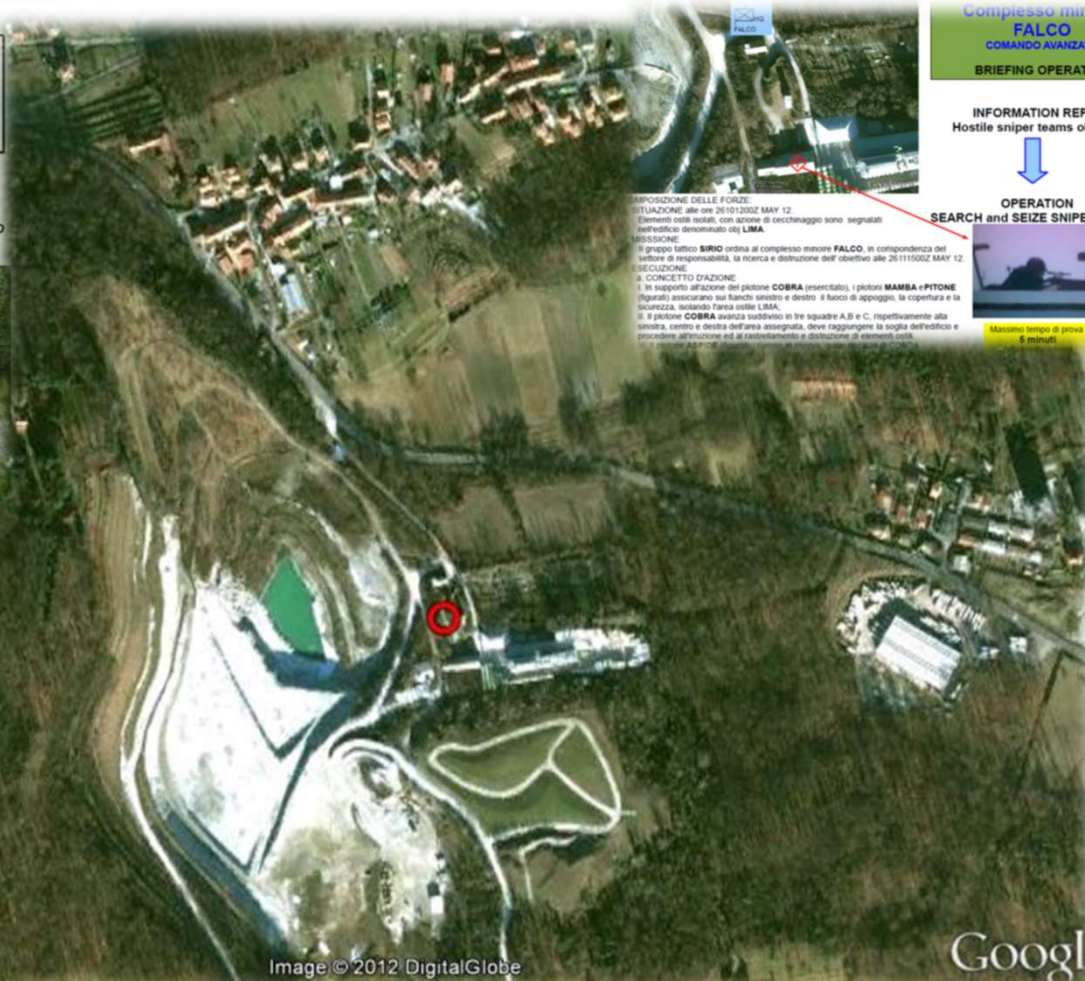 HQ
FALCO
Complesso min
FALCO
COMANDO AVANZA
BRIEFING OPERAT
INFORMATION REP
Hostile sniper teams o
OPERATION
SEARCH and SEIZE SNIPE
Massimo tempo di prova
5 minuti
OMPOSIZIONE DELLE FORZE:
SITUAZIONE alle ore 26101200Z MAY 12.
Elementi ostili isolati, con azione di cecchinaggio sono segnalati
nell'edificio denominato obj LIMA.
MISSSIONE
Il gruppo tattico SIRIO ordina al complesso minoire FALCO, in corispondenza del
settore di responsabilità, la ricerca e distruzione dell' obiettivo alle 26111500Z MAY 12.
ESECUZIONE
a. CONCETTO D'AZIONE
I. In supporto all'azione del plotone COBRA (esercitato), i plotoni MAMBA e PITONE
(figurati) assicurano sui fianchi sinistro e destro il fuoco di appoggio, la copertura e la
sicurezza, isolando l'area ostile LIMA;
II. Il plotone COBRA avanza suddiviso in tre squadre A,B e C, rispettivamente alla
sinistra, centro e destra dell'area assegnata, deve raggiungere la soglia dell'edificio e
procedere all'irruzione ed al rastrellamento e distruzione di elementi ostili.
Image © 2012 DigitalGlobe
Googl